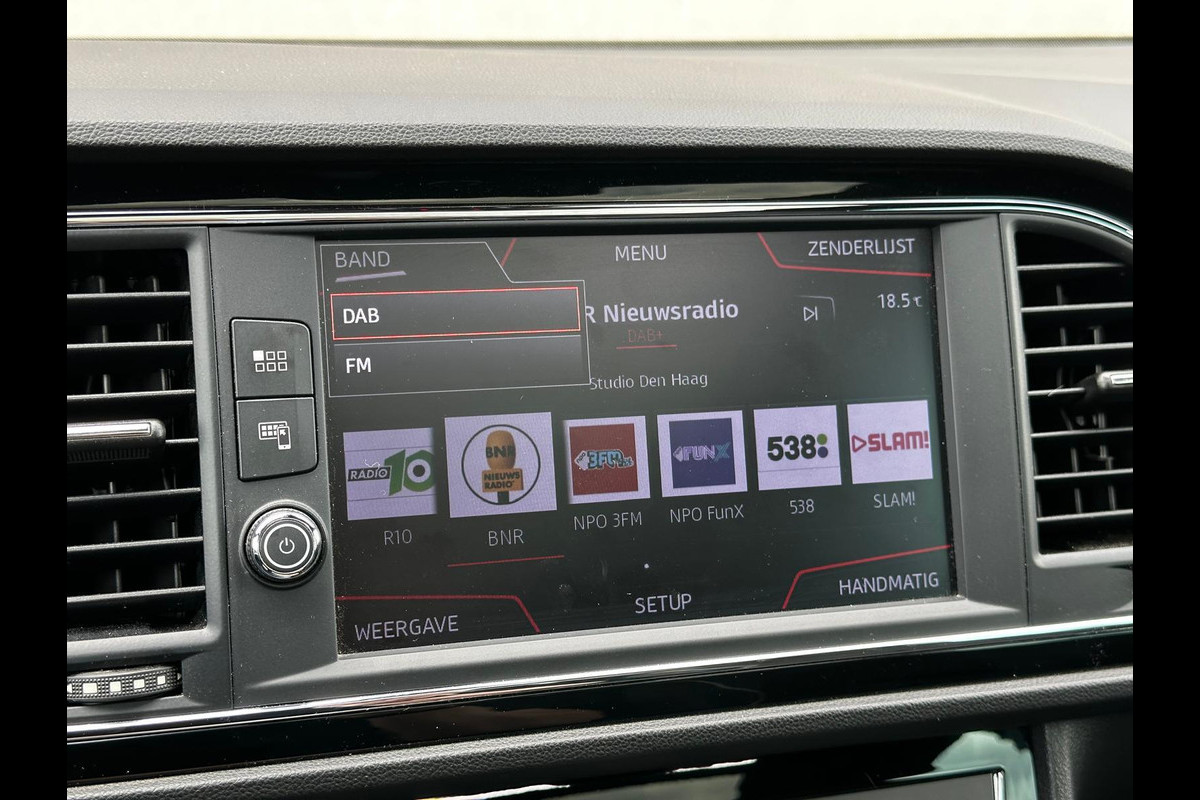 BAND
MENU
ZENDERLIJST
DAB
R Nieuwsradio
18.5°C
DAB+
FM
Studio Den Haag
RADIO 10
BNR
NIEUWS
RADIO
3FM
FUNX
538
SLAM!
R10
BNR
NPO 3FM
NPO FunX
538
SLAM!
WEERGAVE
SETUP
HANDMATIG